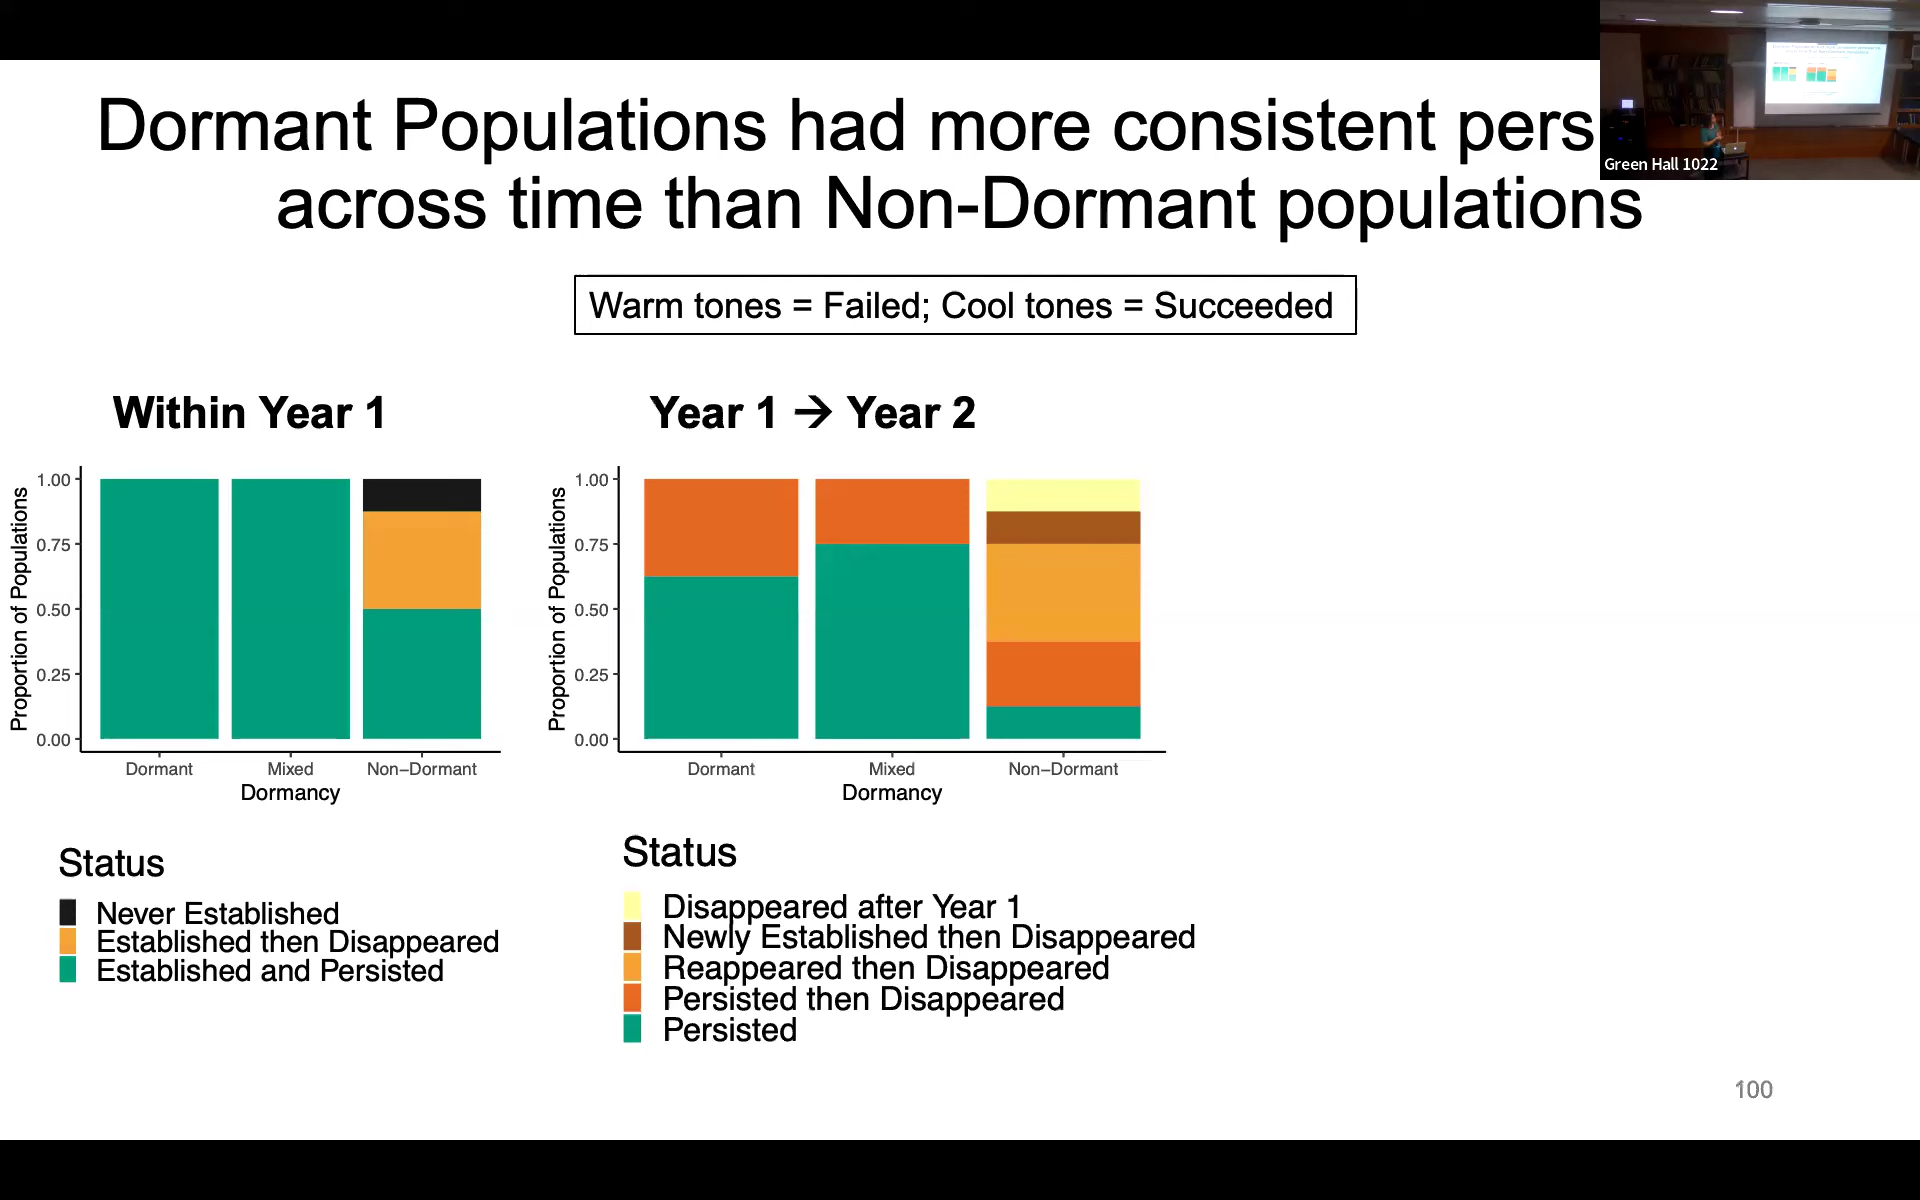 Dormant Populations had more consistent pers
across time than Non-Dormant populations
Green Hall 1022
Warm tones = Failed; Cool tones = Succeeded
Within Year 1
Proportion of Populations
1.00
0.75
0.50
0.25
0.00
Dormant Mixed Non−Dormant
Dormancy
Status
Never Established
Established then Disappeared
Established and Persisted
Year 1 → Year 2
Proportion of Populations
1.00
0.75
0.50
0.25
0.00
Dormant Mixed Non−Dormant
Dormancy
Status
Disappeared after Year 1
Newly Established then Disappeared
Reappeared then Disappeared
Persisted then Disappeared
Persisted
100